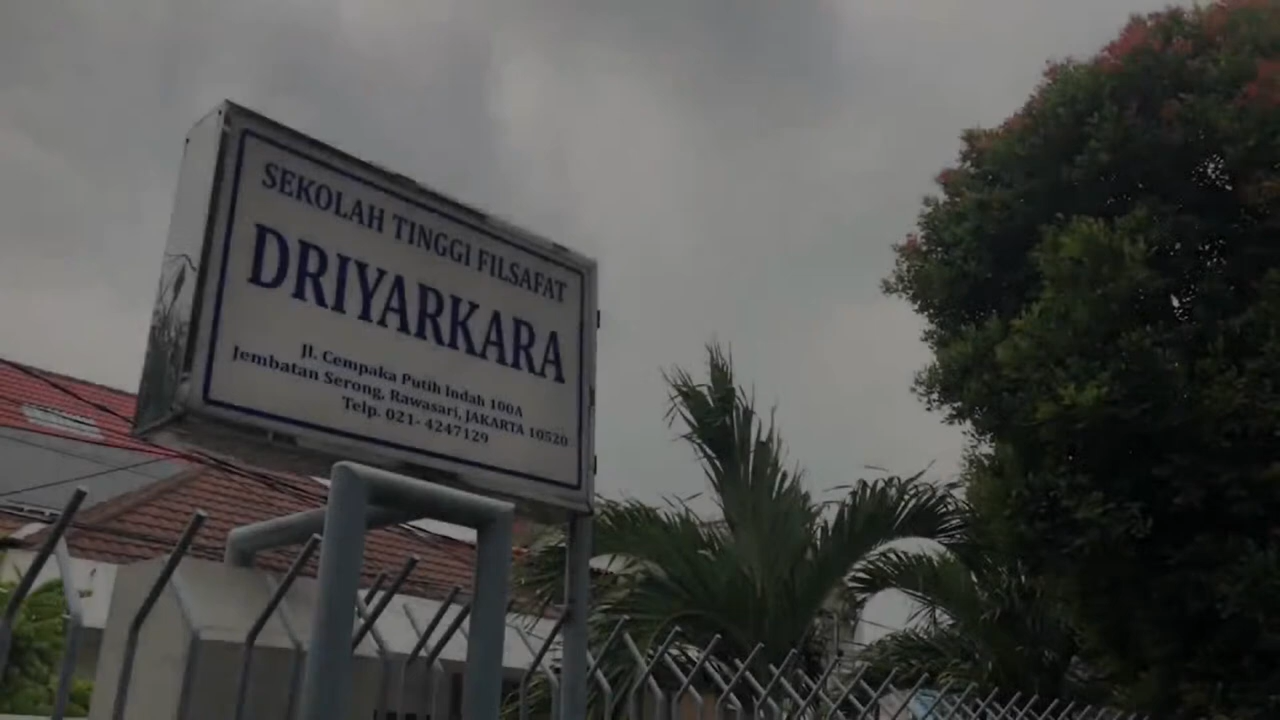 SEKOLAH TINGGI FILSAFAT
DRIYARKARA
Jl. Cempaka Putih Indah 100A
Jembatan Serong, Rawasari, JAKARTA 10520
Telp. 021- 4247129